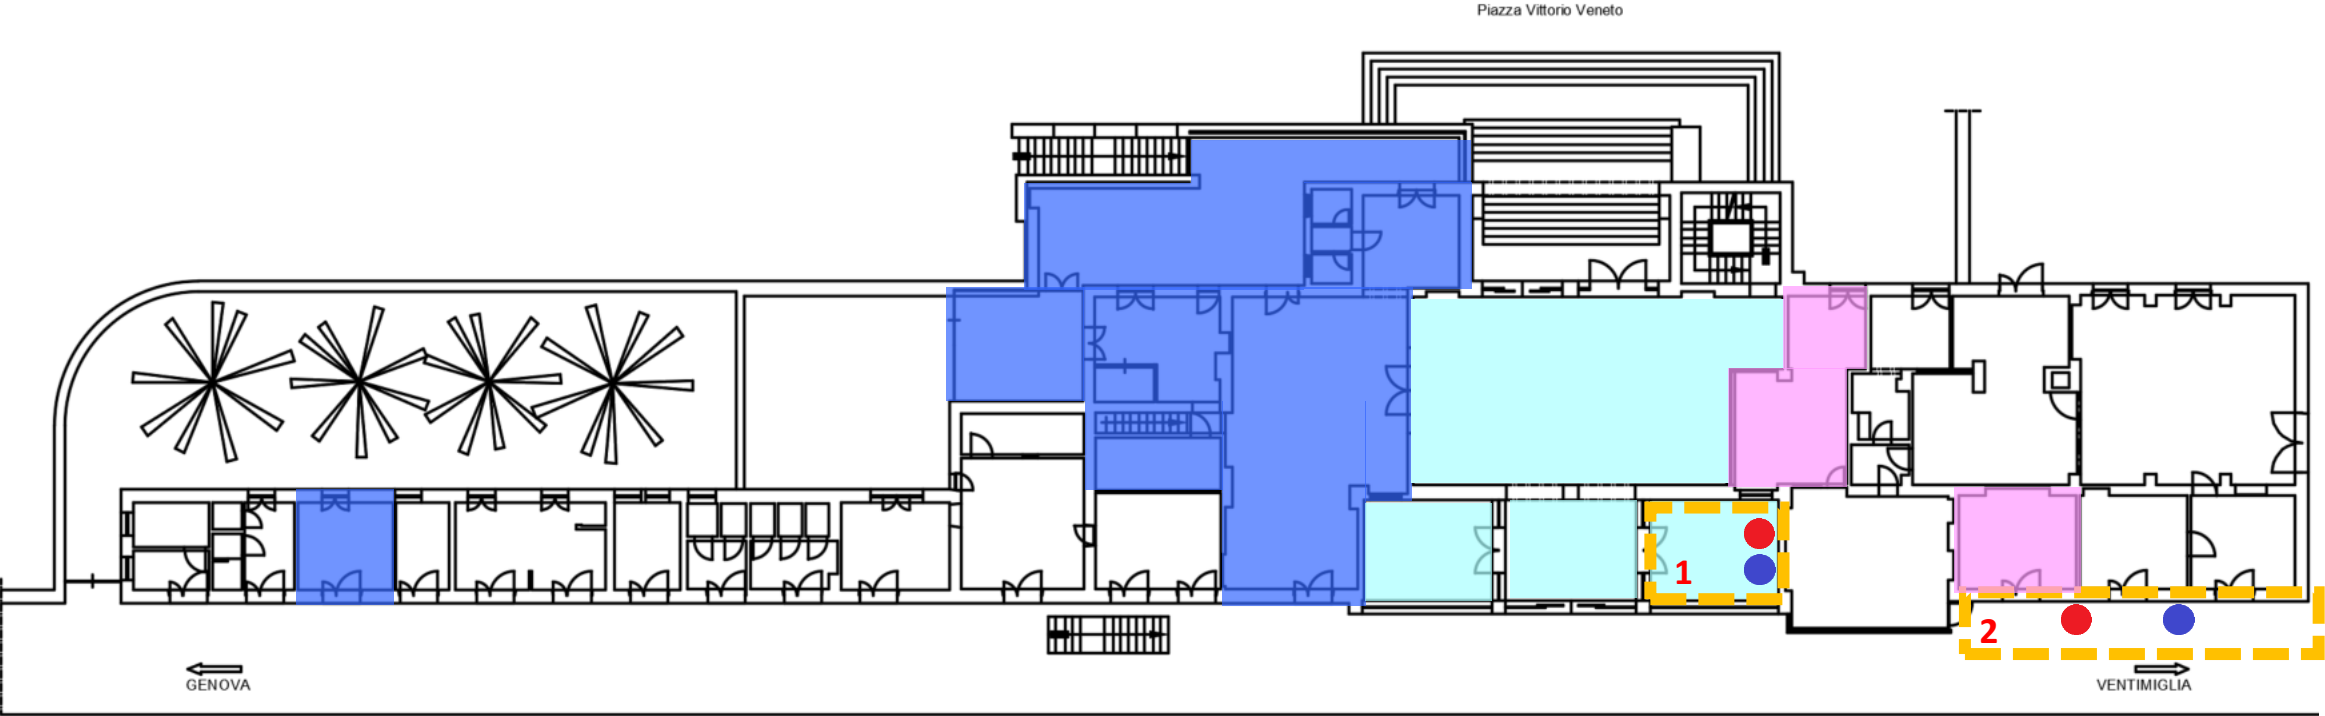 Piazza Vittorio Veneto
1
2
GENOVA
VENTIMIGLIA